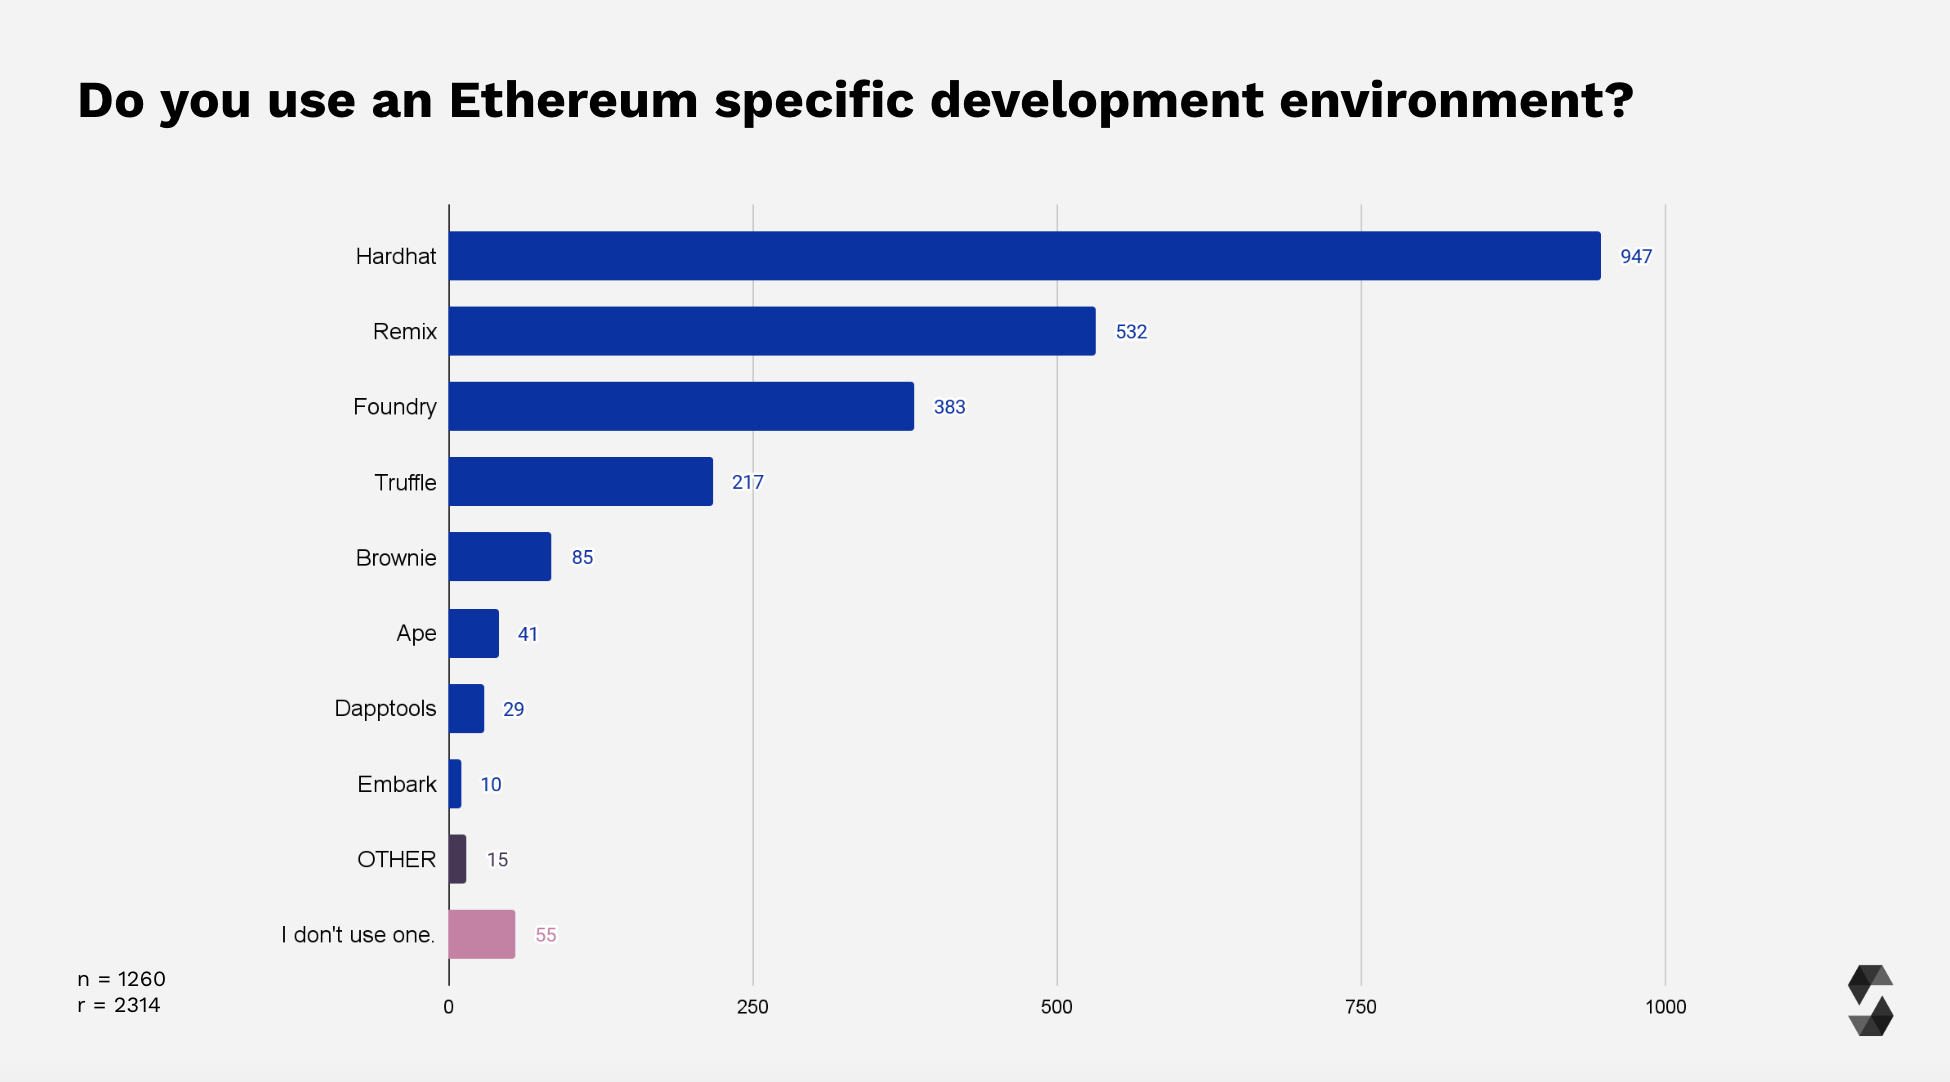 Do you use an Ethereum specific development environment?
Hardhat 947
Remix 532
Foundry 383
Truffle 217
Brownie 85
Ape 41
Dapptools 29
Embark 10
OTHER 15
I don't use one. 55
0 250 500 750 1000
n = 1260
r = 2314